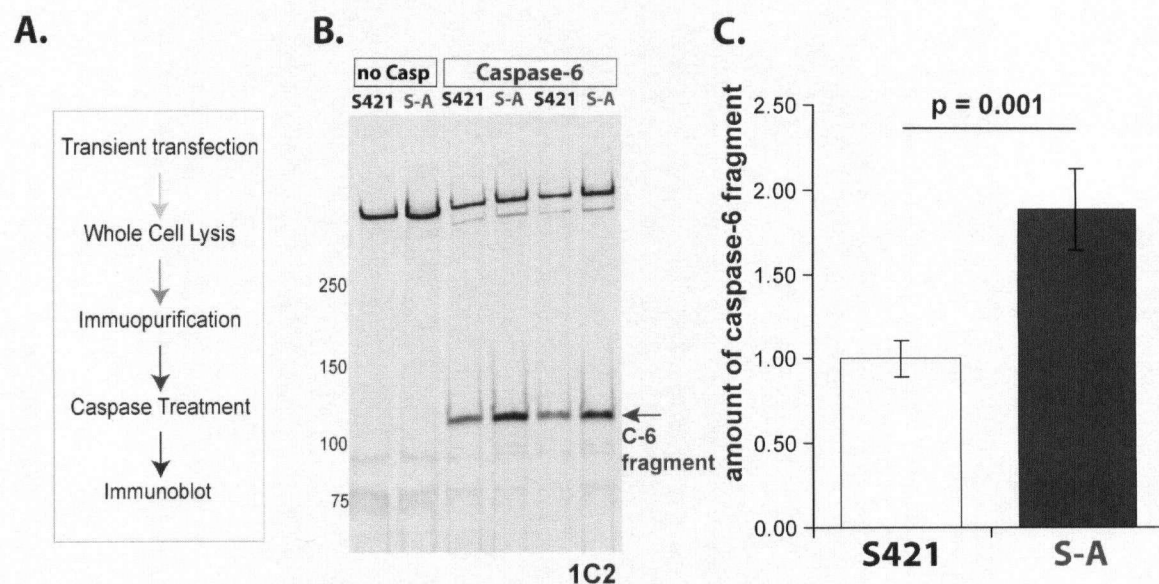 A.
Transient transfection
Whole Cell Lysis
Immuopurification
Caspase Treatment
Immunoblot
B.
no Casp Caspase-6
S421 S-A S421 S-A S421 S-A
250
150
100
75
C-6
fragment
1C2
C.
amount of caspase-6 fragment
2.50
2.00
1.50
1.00
0.50
0.00
p = 0.001
S421 S-A